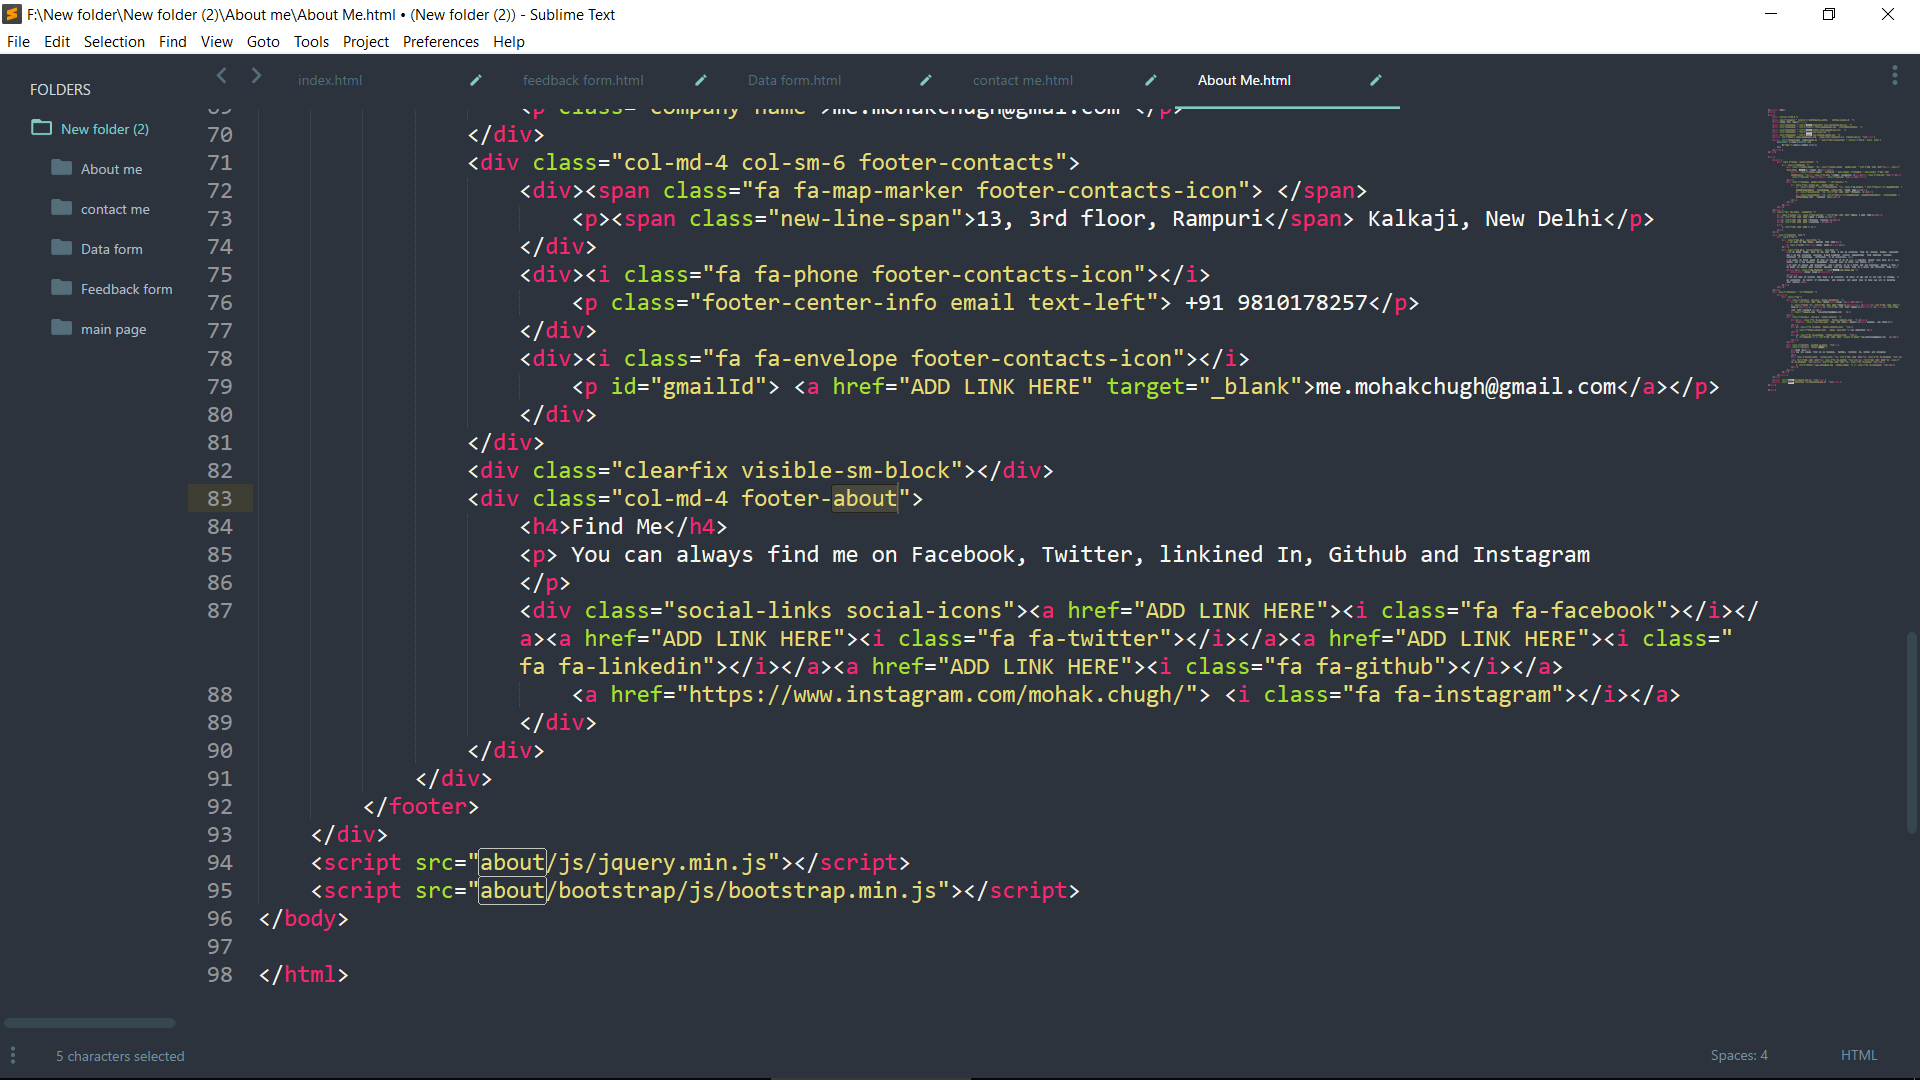 F:\New folder\New folder (2)\About me\About Me.html • (New folder (2)) - Sublime Text
File Edit Selection Find View Goto Tools Project Preferences Help
index.html feedback form.html Data form.html contact me.html About Me.html
FOLDERS
New folder (2)
About me
contact me
Data form
Feedback form
main page
69 <p class="company-name">me.mohakchugh@gmai.com </p>
70 </div>
71 <div class="col-md-4 col-sm-6 footer-contacts">
72 <div><span class="fa fa-map-marker footer-contacts-icon"> </span>
73 <p><span class="new-line-span">13, 3rd floor, Rampuri</span> Kalkaji, New Delhi</p>
74 </div>
75 <div><i class="fa fa-phone footer-contacts-icon"></i>
76 <p class="footer-center-info email text-left"> +91 9810178257</p>
77 </div>
78 <div><i class="fa fa-envelope footer-contacts-icon"></i>
79 <p id="gmailId"> <a href="ADD LINK HERE" target="_blank">me.mohakchugh@gmail.com</a></p>
80 </div>
81 </div>
82 <div class="clearfix visible-sm-block"></div>
83 <div class="col-md-4 footer-about">
84 <h4>Find Me</h4>
85 <p> You can always find me on Facebook, Twitter, linkined In, Github and Instagram
86 </p>
87 <div class="social-links social-icons"><a href="ADD LINK HERE"><i class="fa fa-facebook"></i></
a><a href="ADD LINK HERE"><i class="fa fa-twitter"></i></a><a href="ADD LINK HERE"><i class="
fa fa-linkedin"></i></a><a href="ADD LINK HERE"><i class="fa fa-github"></i></a>
88 <a href="https://www.instagram.com/mohak.chugh/"> <i class="fa fa-instagram"></i></a>
89 </div>
90 </div>
91 </div>
92 </footer>
93 </div>
94 <script src="about/js/jquery.min.js"></script>
95 <script src="about/bootstrap/js/bootstrap.min.js"></script>
96 </body>
97
98 </html>
5 characters selected Spaces: 4 HTML